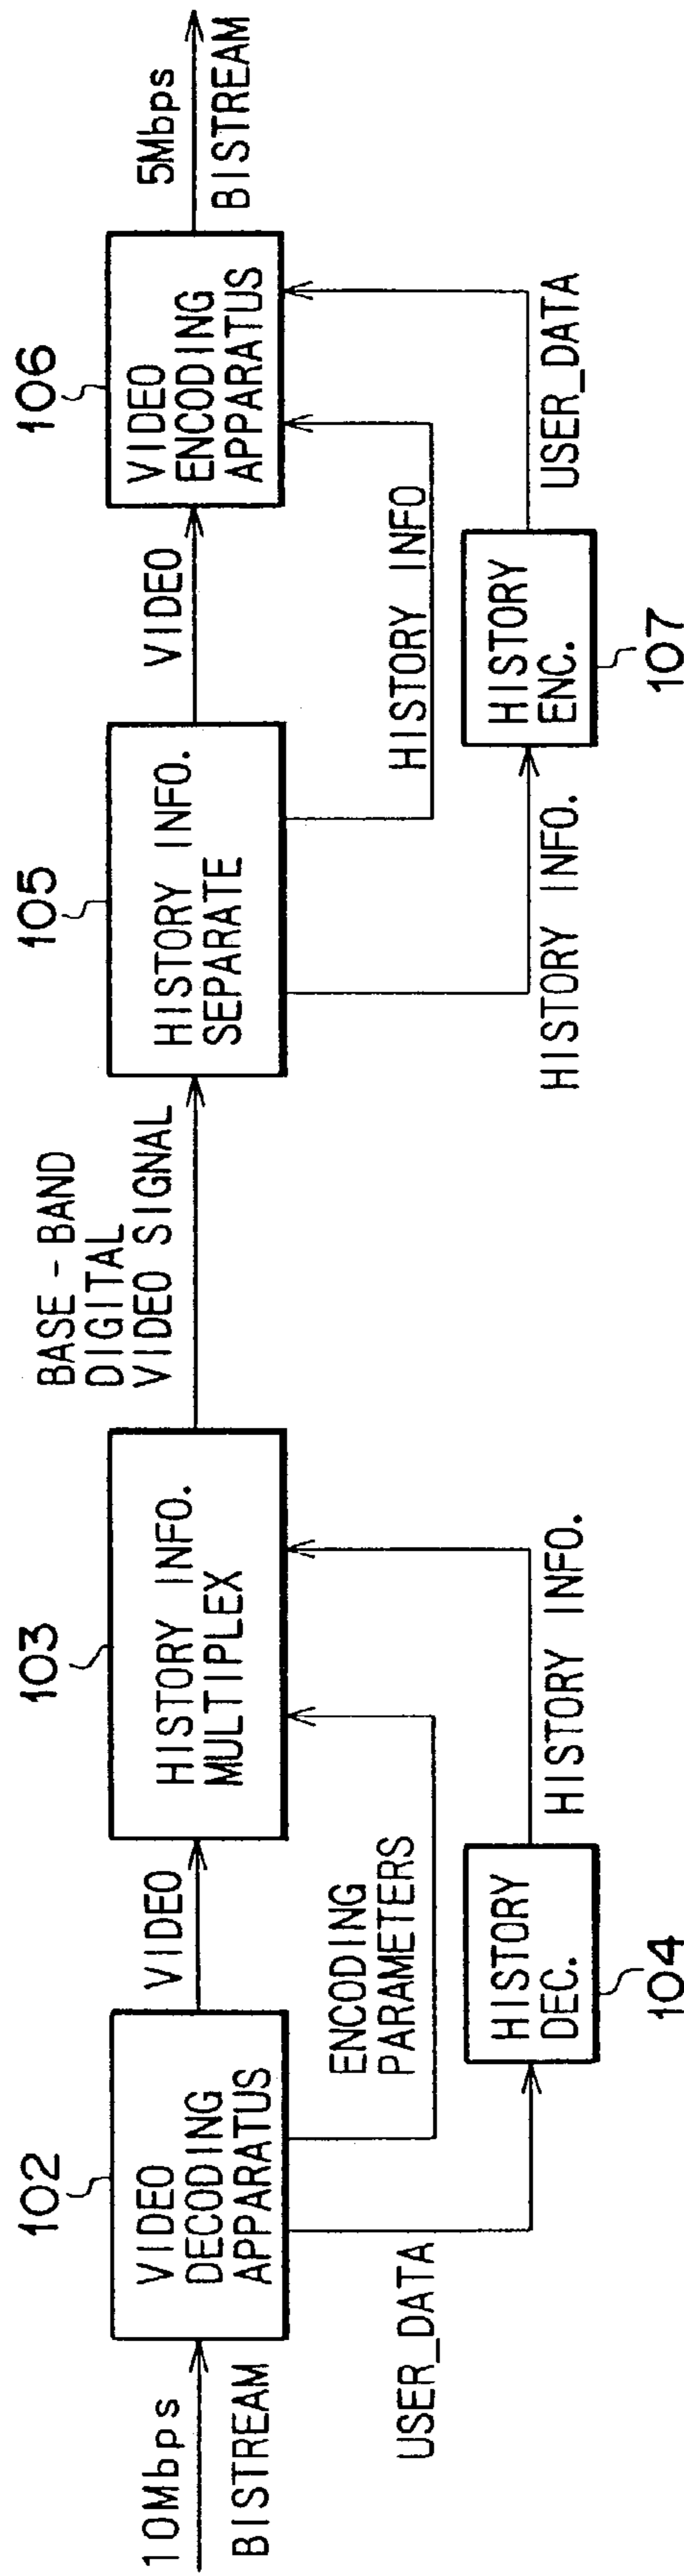 10Mbps
BISTREAM
102
VIDEO
DECODING
APPARATUS
USER_DATA
ENCODING
PARAMETERS
VIDEO
104
HISTORY
DEC.
HISTORY INFO.
103
HISTORY INFO.
MULTIPLEX
BASE - BAND
DIGITAL
VIDEO SIGNAL
105
HISTORY INFO.
SEPARATE
HISTORY INFO.
HISTORY INFO
VIDEO
107
HISTORY
ENC.
USER_DATA
106
VIDEO
ENCODING
APPARATUS
5Mbps
BISTREAM